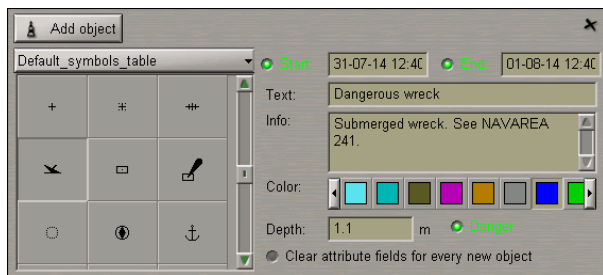 Add object
Default_symbols_table
Start: 31-07-14 12:40 End: 01-08-14 12:40
Text: Dangerous wreck
Info: Submerged wreck. See NAVAREA
241.
Color:
Depth: 1.1 m Danger
Clear attribute fields for every new object